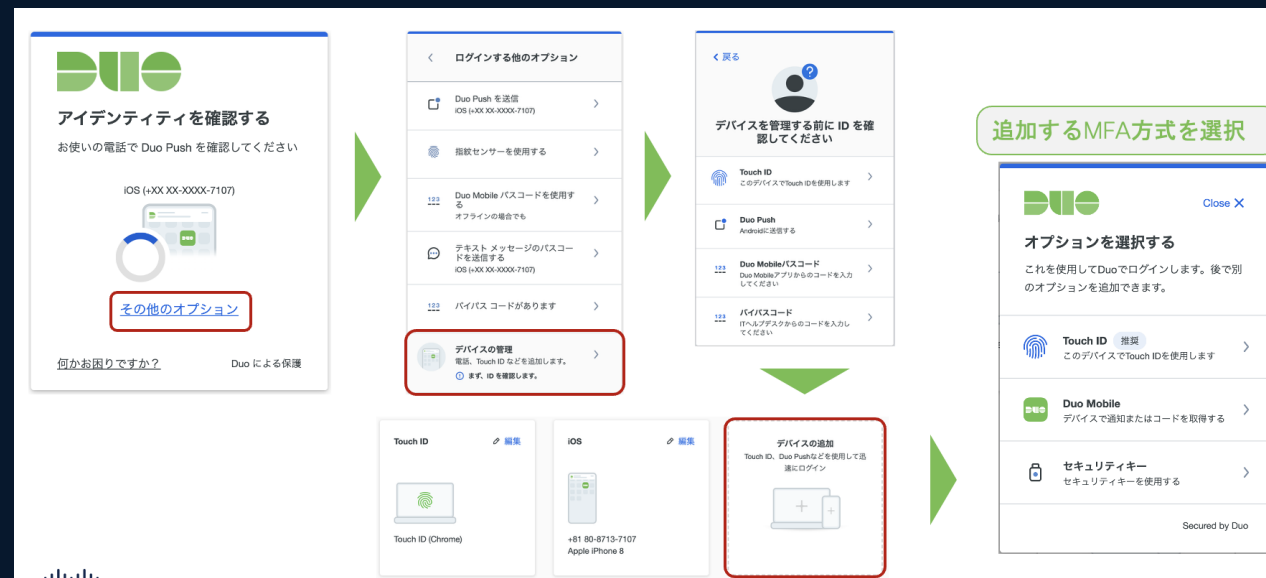 DUO
アイデンティティを確認する
お使いの電話で Duo Push を確認してください
iOS (+XX XX-XXXX-7107)
その他のオプション
何かお困りですか？
Duo による保護
ログインする他のオプション
Duo Push を送信
iOS (+XX XX-XXXX-7107)
指紋センサーを使用する
123
Duo Mobile パスコードを使用す
る
オフラインの場合でも
テキスト メッセージのパスコー
ドを送信する
iOS (+XX XX-XXXX-7107)
123
バイパス コードがあります
デバイスの管理
電話、Touch ID などを追加します。
まず、ID を確認します。
戻る
デバイスを管理する前に ID を確
認してください
Touch ID
このデバイスでTouch IDを使用します
Duo Push
Androidに送信する
123
Duo Mobileパスコード
Duo Mobileアプリからのコードを入力
してください
123
バイパスコード
ITヘルプデスクからのコードを入力し
てください
Touch ID
編集
Touch ID (Chrome)
iOS
編集
+81 80-8713-7107
Apple iPhone 8
デバイスの追加
Touch ID、Duo Pushなどを使用して迅
速にログイン
追加するMFA方式を選択
DUO
Close
オプションを選択する
これを使用してDuoでログインします。後で別
のオプションを追加できます。
Touch ID 推奨
このデバイスでTouch IDを使用します
DUO
Duo Mobile
デバイスで通知またはコードを取得する
セキュリティキー
セキュリティキーを使用する
Secured by Duo